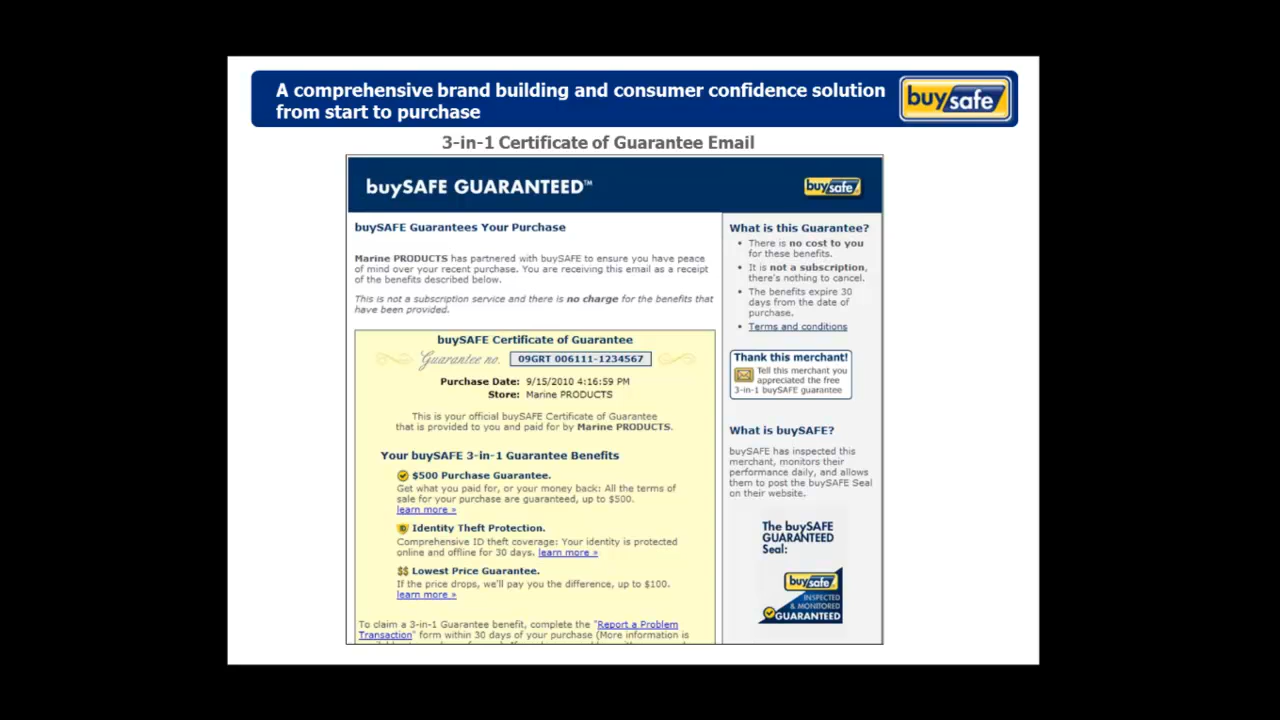 A comprehensive brand building and consumer confidence solution
from start to purchase
buysafe
3-in-1 Certificate of Guarantee Email
buySAFE GUARANTEED™
buysafe
buySAFE Guarantees Your Purchase
Marine PRODUCTS has partnered with buySAFE to ensure you have peace
of mind over your recent purchase. You are receiving this email as a receipt
of the benefits described below.
This is not a subscription service and there is no charge for the benefits that
have been provided.
buySAFE Certificate of Guarantee
Guarantee no. 09GRT 006111-1234567
Purchase Date: 9/15/2010 4:16:59 PM
Store: Marine PRODUCTS
This is your official buySAFE Certificate of Guarantee
that is provided to you and paid for by Marine PRODUCTS.
Your buySAFE 3-in-1 Guarantee Benefits
$500 Purchase Guarantee.
Get what you paid for, or your money back: All the terms of
sale for your purchase are guaranteed, up to $500.
learn more »
ID Identity Theft Protection.
Comprehensive ID theft coverage: Your identity is protected
online and offline for 30 days. learn more »
$$ Lowest Price Guarantee.
If the price drops, we'll pay you the difference, up to $100.
learn more »
To claim a 3-in-1 Guarantee benefit, complete the "Report a Problem
Transaction" form within 30 days of your purchase (More information is
What is this Guarantee?
• There is no cost to you
for these benefits.
• It is not a subscription,
there's nothing to cancel.
• The benefits expire 30
days from the date of
purchase.
• Terms and conditions
Thank this merchant!
Tell this merchant you
appreciated the free
3-in-1 buySAFE guarantee
What is buySAFE?
buySAFE has inspected this
merchant, monitors their
performance daily, and allows
them to post the buySAFE Seal
on their website.
The buySAFE
GUARANTEED
Seal:
buysafe
INSPECTED
& MONITORED
GUARANTEED